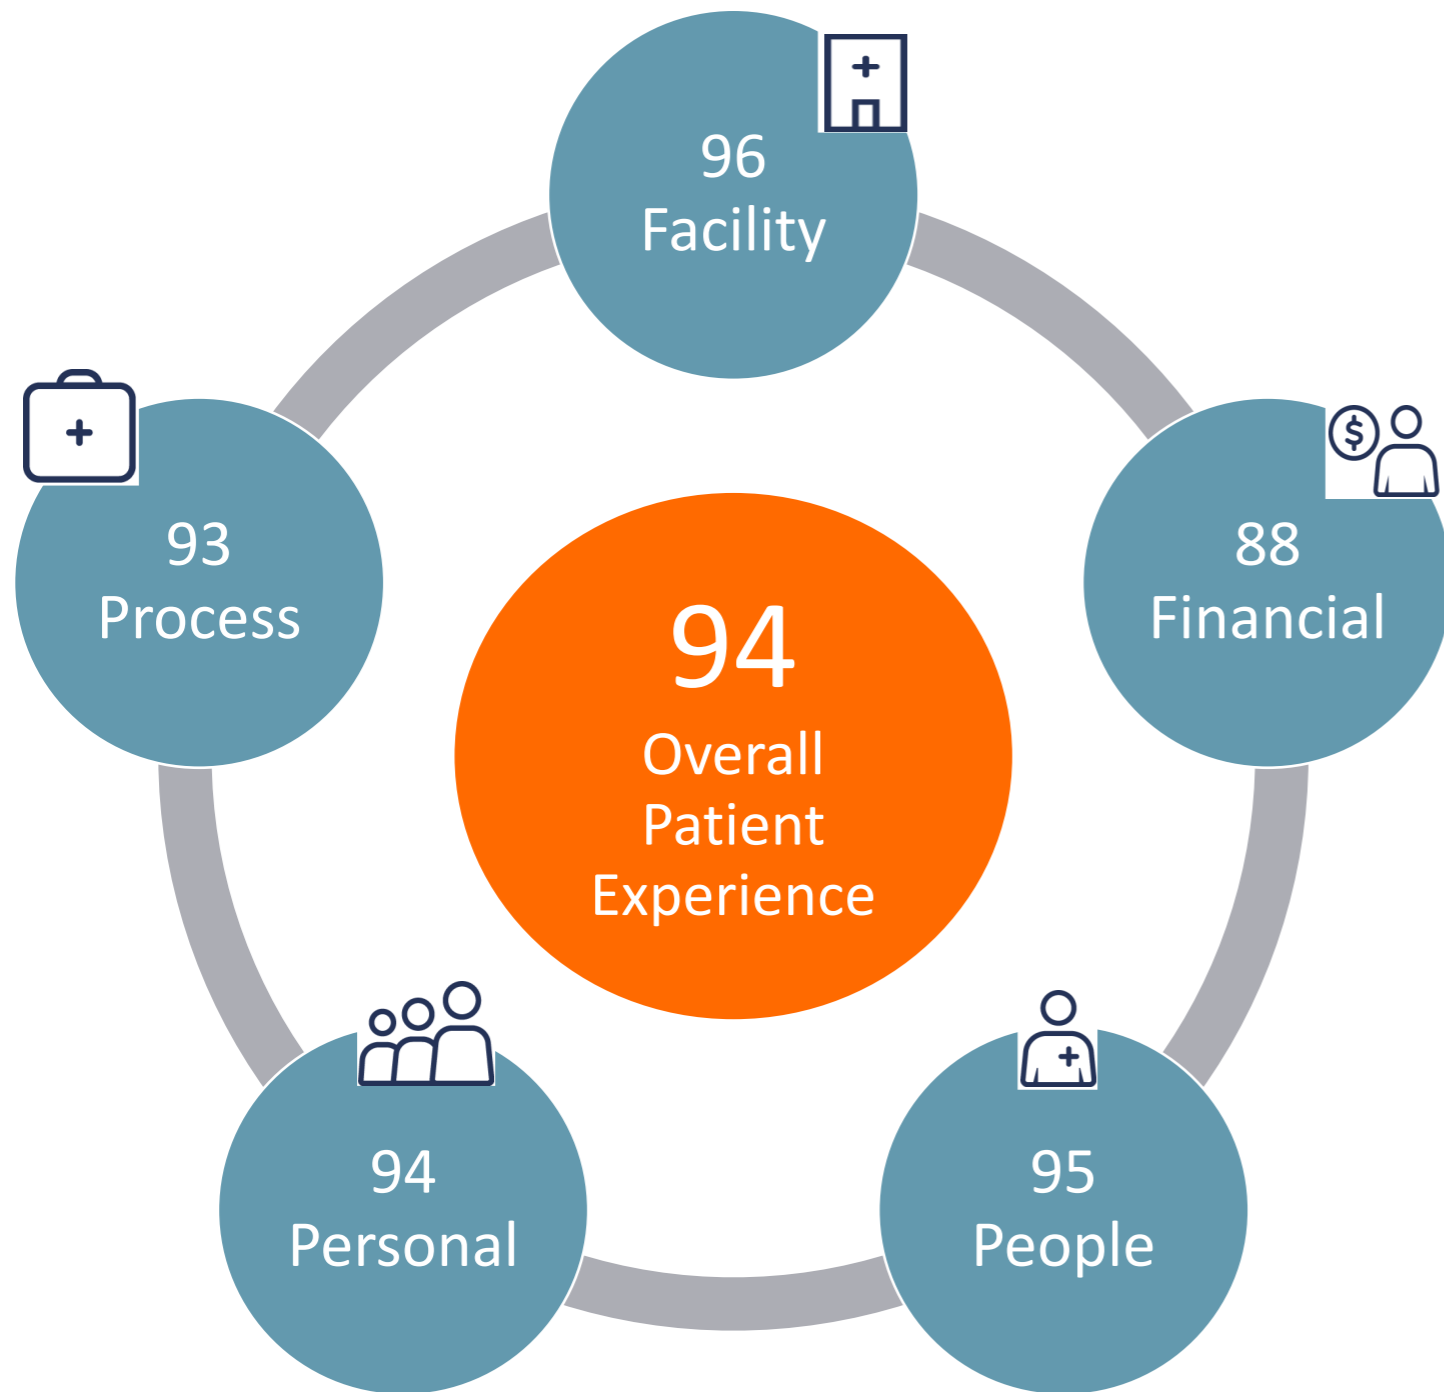 96
Facility
88
Financial
95
People
94
Personal
93
Process
94
Overall
Patient
Experience
$